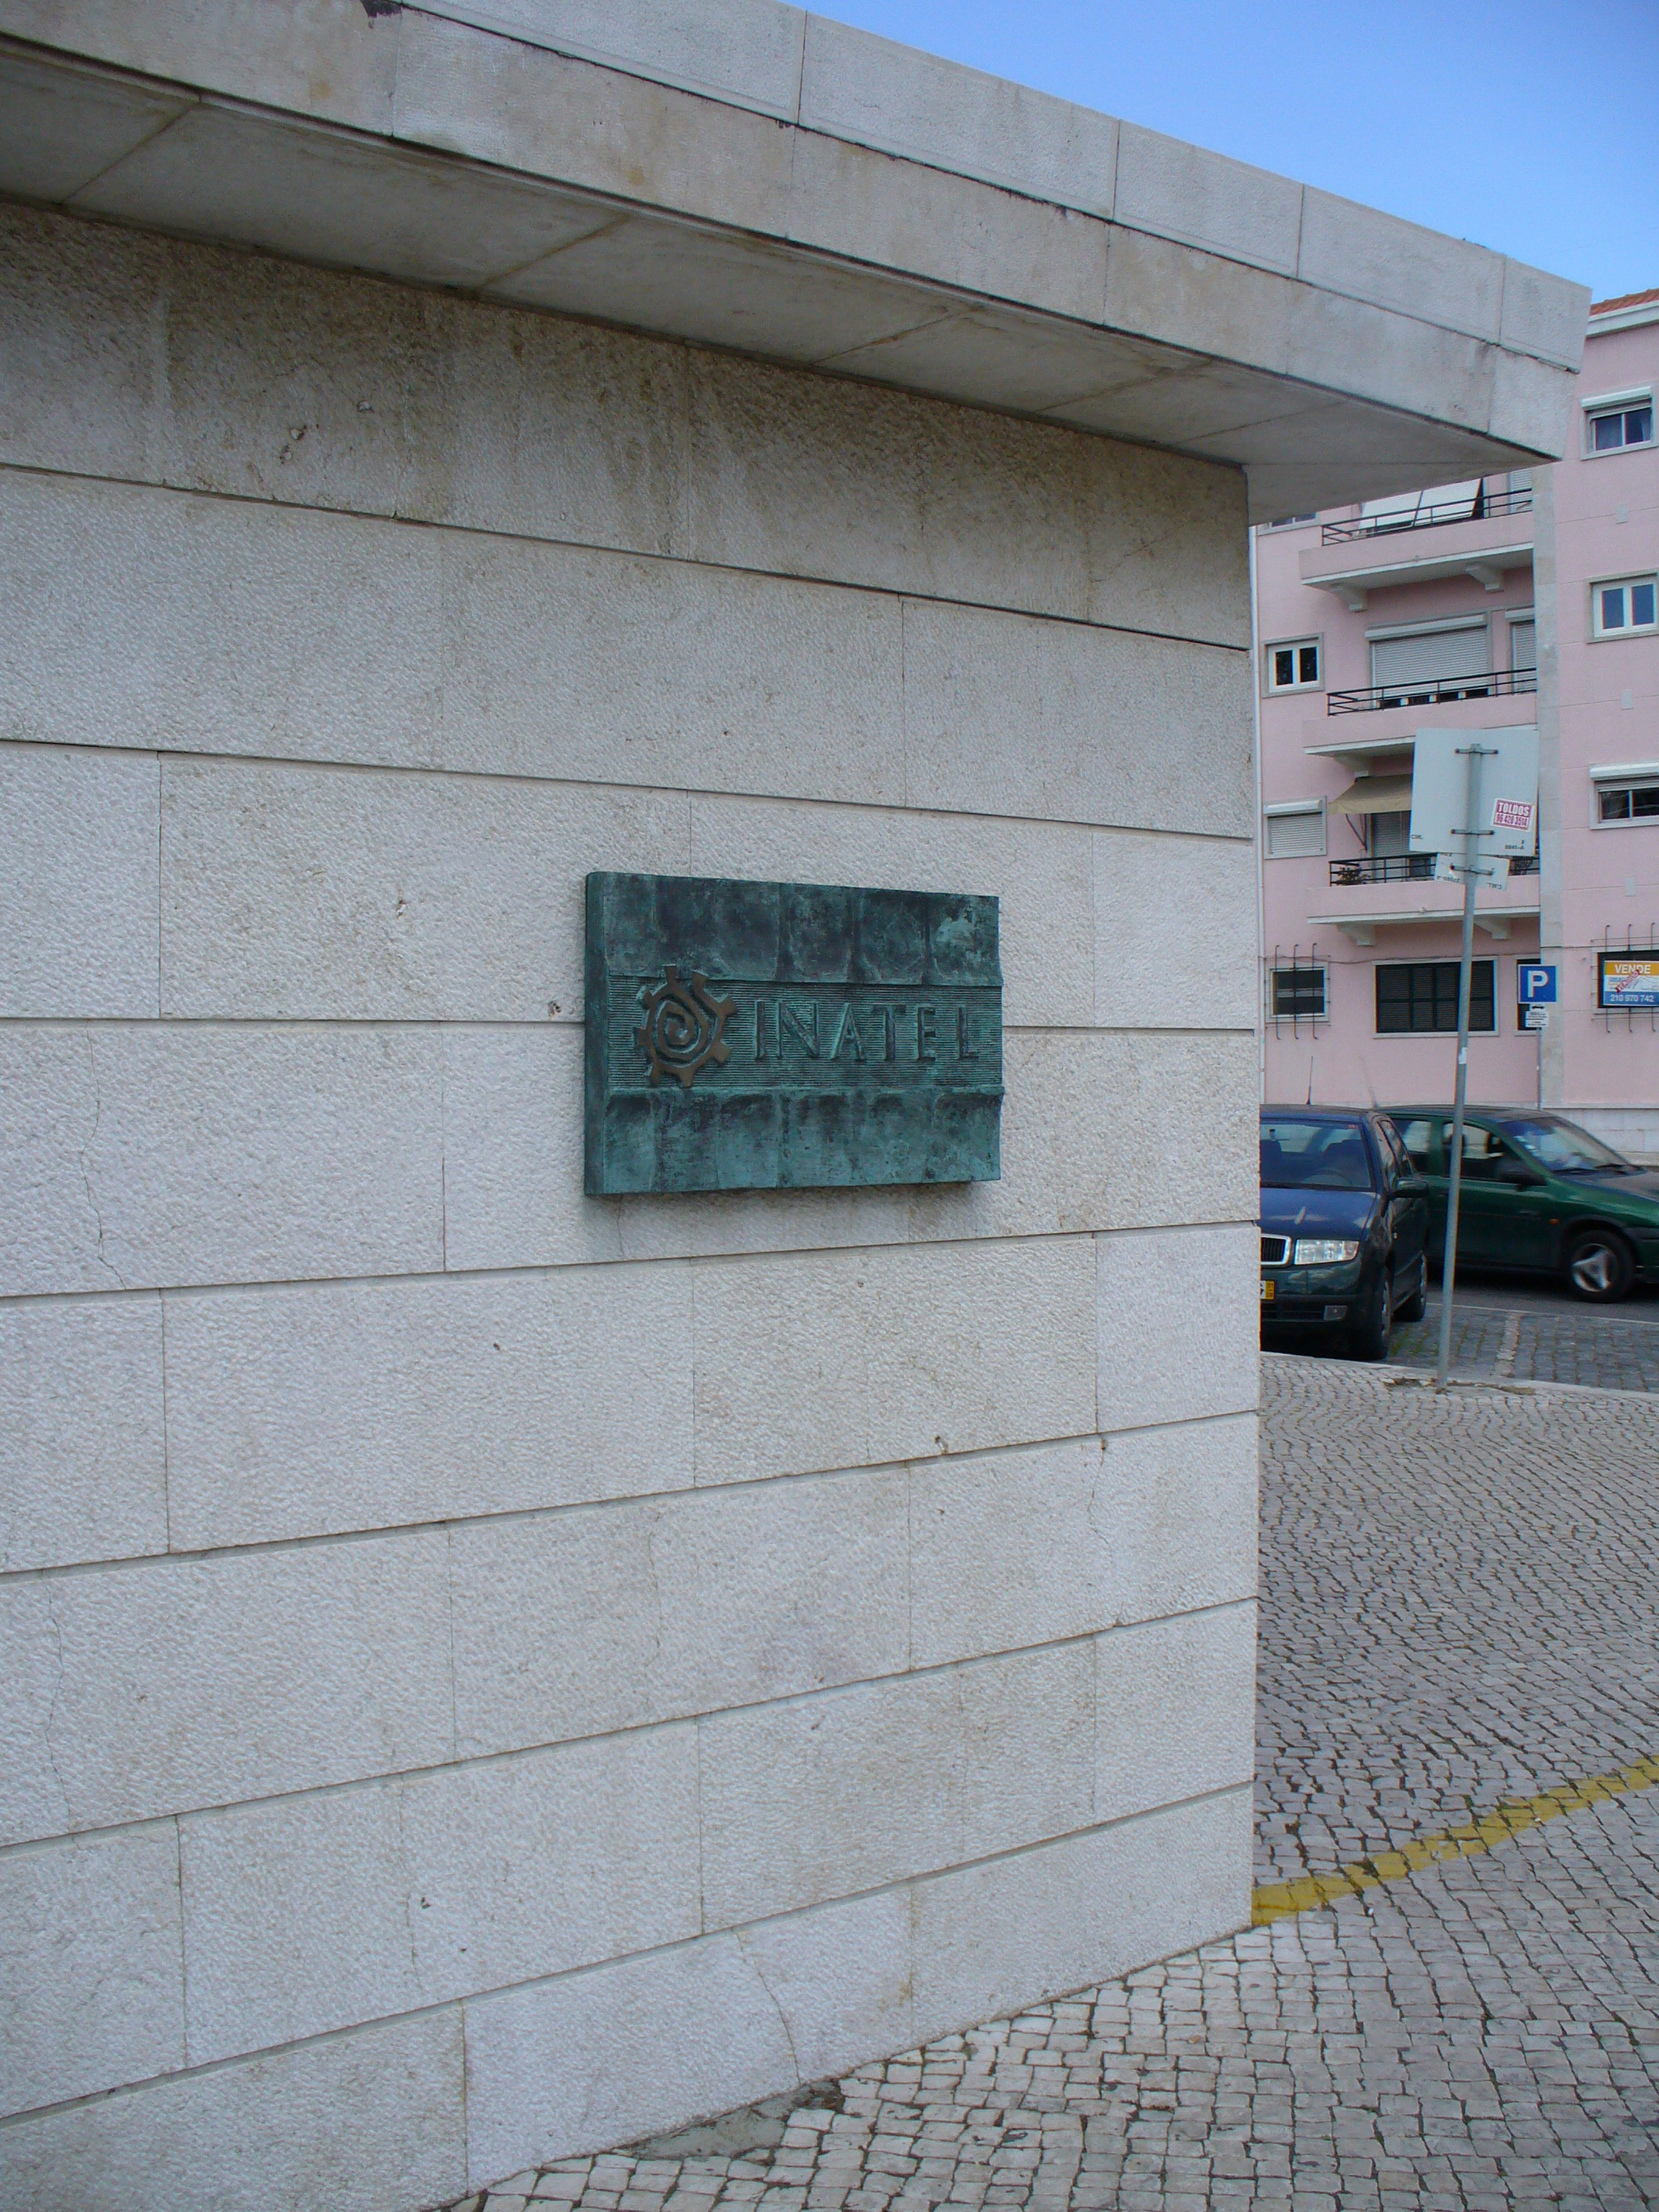 INATEL
TOLDOS
P
VENDE
210 970 742